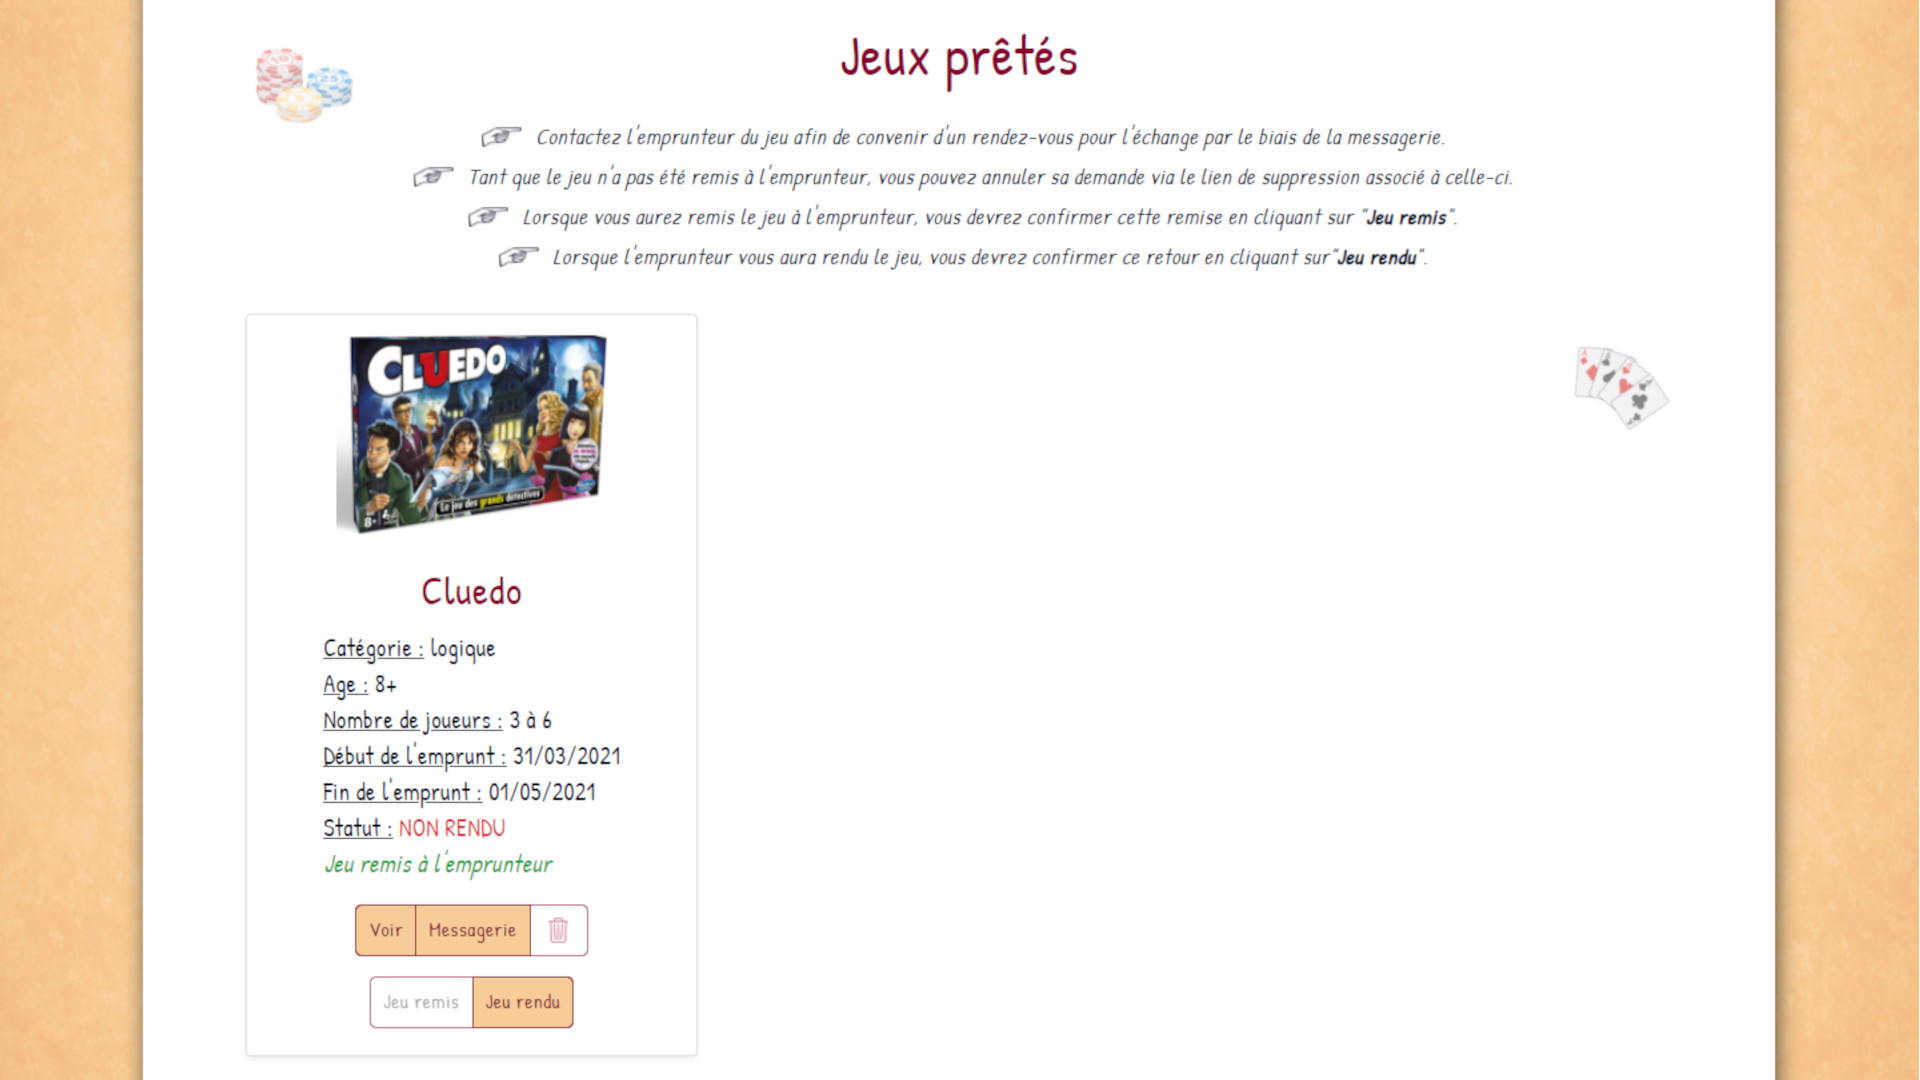 Jeux prêtés
10
25
Contactez l'emprunteur du jeu afin de convenir d'un rendez-vous pour l'échange par le biais de la messagerie.
Tant que le jeu n'a pas été remis à l'emprunteur, vous pouvez annuler sa demande via le lien de suppression associé à celle-ci.
Lorsque vous aurez remis le jeu à l'emprunteur, vous devrez confirmer cette remise en cliquant sur "Jeu remis".
Lorsque l'emprunteur vous aura rendu le jeu, vous devrez confirmer ce retour en cliquant sur"Jeu rendu".
CLUEDO
Le jeu des grands détectives
8+
Cluedo
Catégorie : logique
Age : 8+
Nombre de joueurs : 3 à 6
Début de l'emprunt : 31/03/2021
Fin de l'emprunt : 01/05/2021
Statut : NON RENDU
Jeu remis à l'emprunteur
Voir Messagerie
Jeu remis Jeu rendu